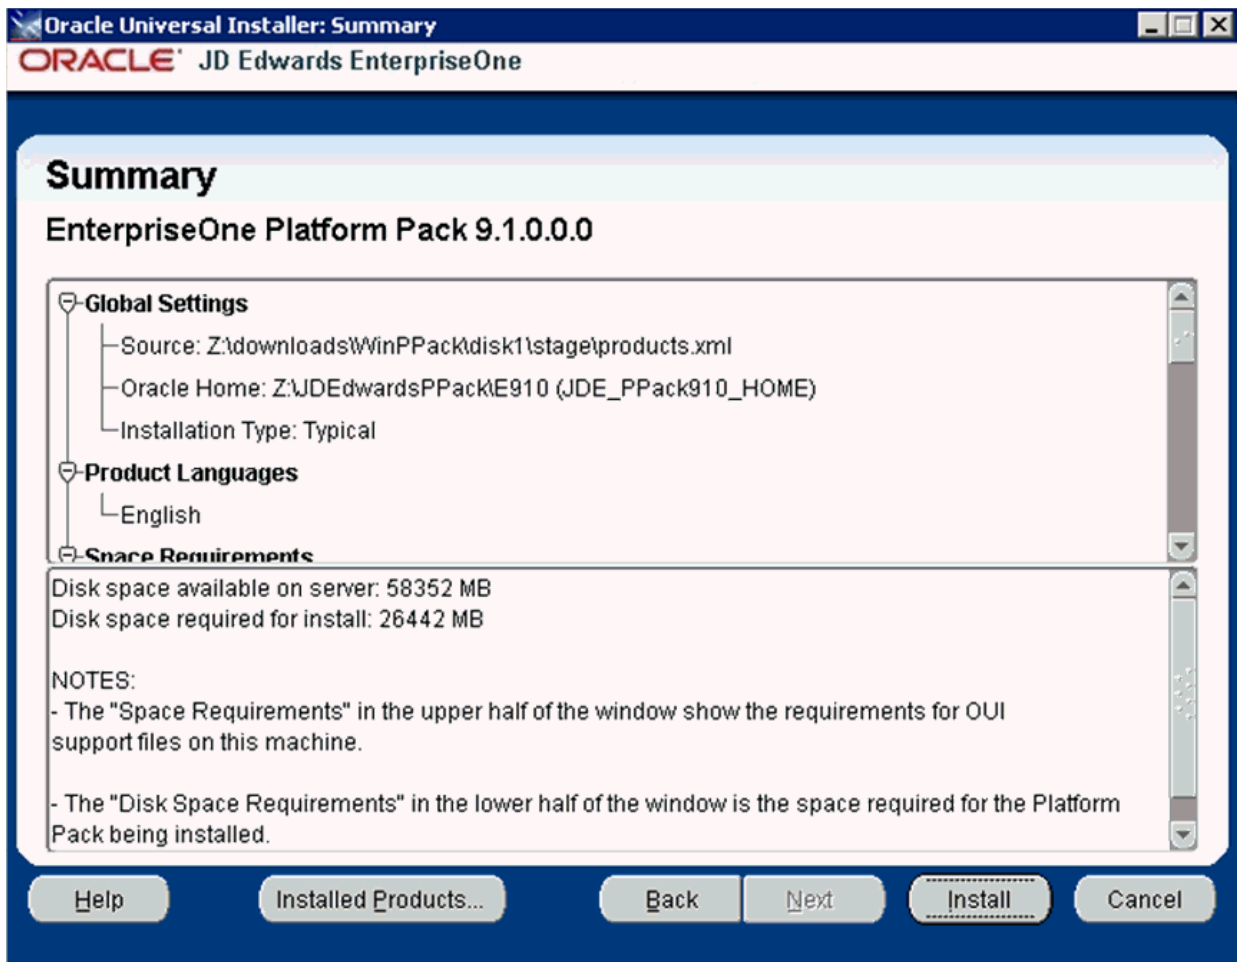 Oracle Universal Installer: Summary
ORACLE JD Edwards EnterpriseOne
Summary
EnterpriseOne Platform Pack 9.1.0.0.0
Global Settings
Source: Z:\downloads\WinPPack\disk1\stage\products.xml
Oracle Home: Z:\JDEdwardsPPack\E910 (JDE_PPack910_HOME)
Installation Type: Typical
Product Languages
English
Space Requirements
Disk space available on server: 58352 MB
Disk space required for install: 26442 MB
NOTES:
- The "Space Requirements" in the upper half of the window show the requirements for OUI
support files on this machine.
- The "Disk Space Requirements" in the lower half of the window is the space required for the Platform
Pack being installed.
Help Installed Products... Back Next Install Cancel